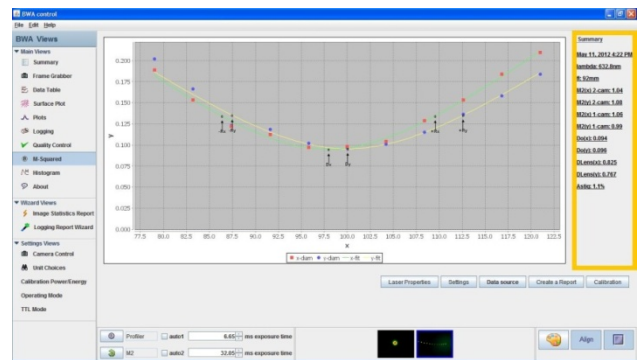 BWA control
File Edit Help
BWA Views
Main Views
Summary
Frame Grabber
Data Table
Surface Plot
Plots
Logging
Quality Control
M-Squared
Histogram
About
Wizard Views
Image Statistics Report
Logging Report Wizard
Settings Views
Camera Control
Unit Choices
Calibration Power/Energy
Operating Mode
TTL Mode
y
0.200
0.175
0.150
0.125
0.100
0.075
0.050
0.025
0.000
77.5 80.0 82.5 85.0 87.5 90.0 92.5 95.0 97.5 100.0 102.5 105.0 107.5 110.0 112.5 115.0 117.5 120.0 122.5
x
x-diam y-diam x-fit y-fit
Summary
May 11, 2012 4:22 PM
lambda: 632.8nm
fl: 92mm
M2(x) 2-cam: 1.04
M2(y) 2-cam: 1.00
M2(x) 1-cam: 1.06
M2(y) 1-cam: 0.99
Do(x): 0.094
Do(y): 0.096
DLens(x): 0.825
DLens(y): 0.767
Astig: 1.1%
Laser Properties Settings Data source Create a Report Calibration
Profiler auto1 6.65 ms exposure time
M2 auto2 32.05 ms exposure time
Align